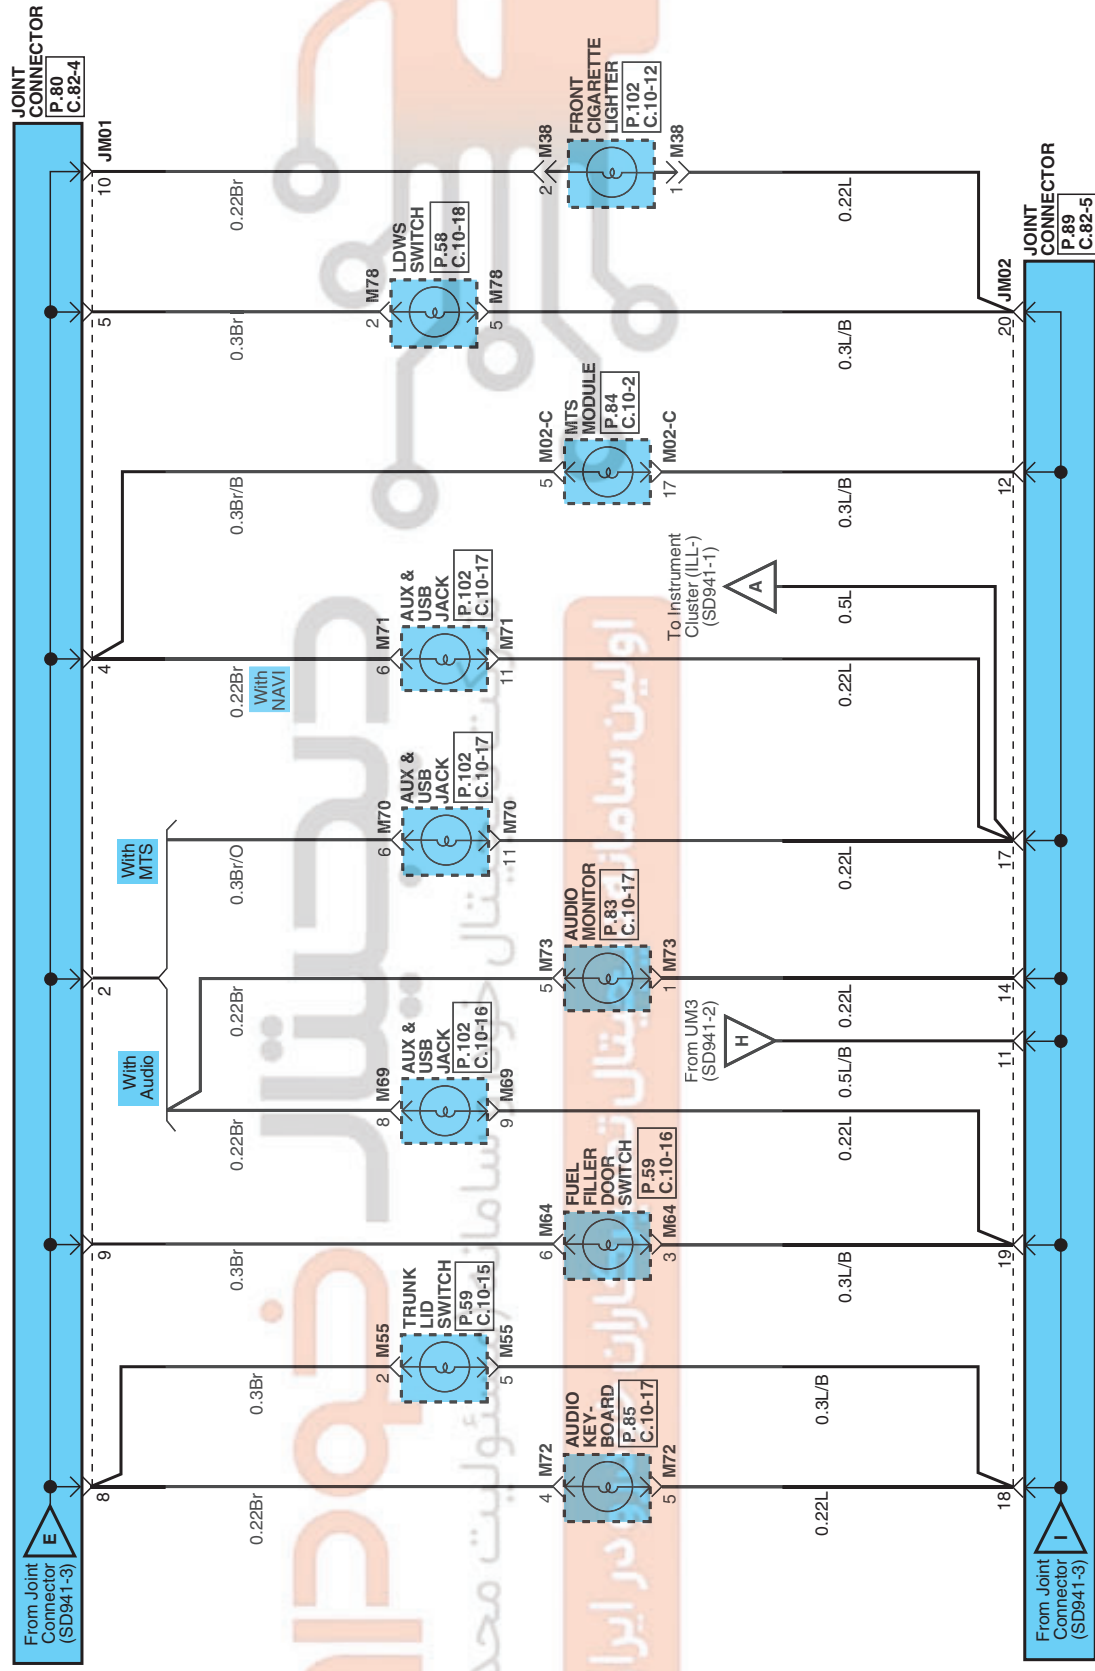 From Joint
Connector
(SD941-3)
E
JOINT
CONNECTOR
P.80
C.82-4
8
9
2
4
5
10
JM01
With
Audio
With
MTS
With
NAVI
0.22Br
0.3Br
0.3Br
0.22Br
0.22Br
0.3Br/O
0.22Br
0.3Br/B
0.3Br
0.22Br
4
M72
AUDIO
KEY-
BOARD
P.85
C.10-17
5
M72
2
M55
TRUNK
LID
SWITCH
P.59
C.10-15
5
M55
6
M64
FUEL
FILLER
DOOR
SWITCH
P.59
C.10-16
3
M64
8
M69
AUX &
USB
JACK
P.102
C.10-16
9
M69
From UM3
(SD941-2)
H
5
M73
AUDIO
MONITOR
P.83
C.10-17
1
M73
6
M70
AUX &
USB
JACK
P.102
C.10-17
11
M70
6
M71
AUX &
USB
JACK
P.102
C.10-17
11
M71
To Instrument
Cluster (ILL-)
(SD941-1)
A
5
M02-C
MTS
MODULE
P.84
C.10-2
17
M02-C
2
M78
LDWS
SWITCH
P.58
C.10-18
5
M78
2
M38
FRONT
CIGARETTE
LIGHTER
P.102
C.10-12
1
M38
0.22L
0.3L/B
0.3L/B
0.22L
0.5L/B
0.22L
0.22L
0.22L
0.5L
0.3L/B
0.3L/B
0.22L
18
19
11
14
17
12
20
JM02
From Joint
Connector
(SD941-3)
I
JOINT
CONNECTOR
P.89
C.82-5